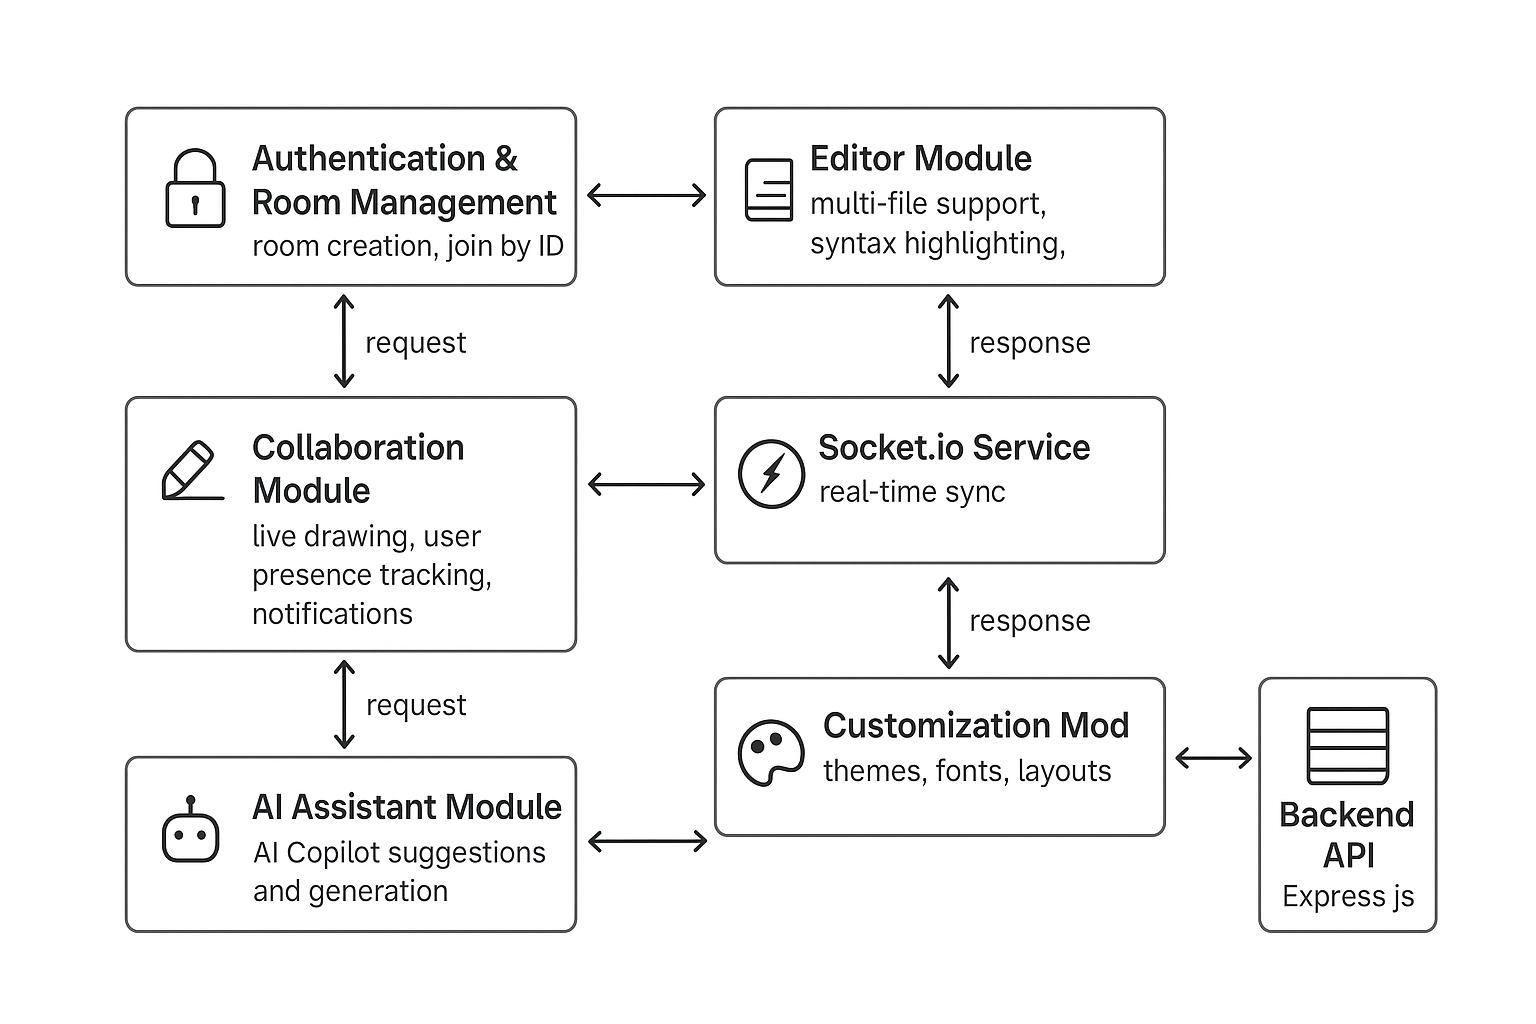 Authentication &
Room Management
room creation, join by ID
Editor Module
multi-file support,
syntax highlighting,
request
response
Collaboration
Module
live drawing, user
presence tracking,
notifications
Socket.io Service
real-time sync
response
request
Customization Mod
themes, fonts, layouts
AI Assistant Module
AI Copilot suggestions
and generation
Backend
API
Express js